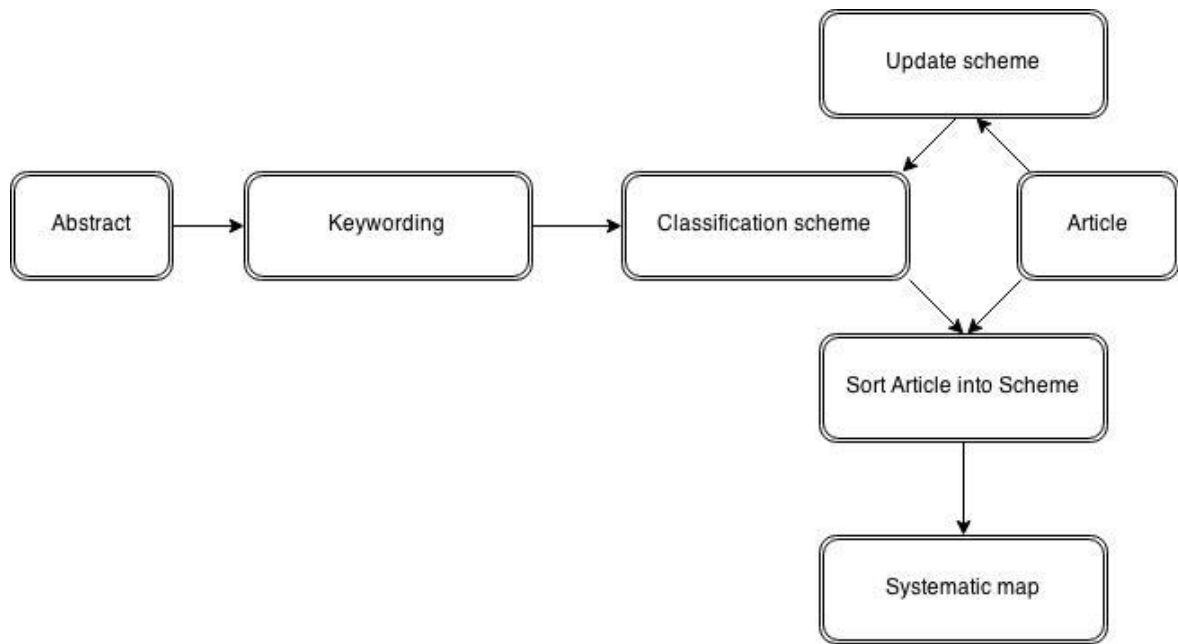 Update scheme
Abstract
Keywording
Classification scheme
Article
Sort Article into Scheme
Systematic map